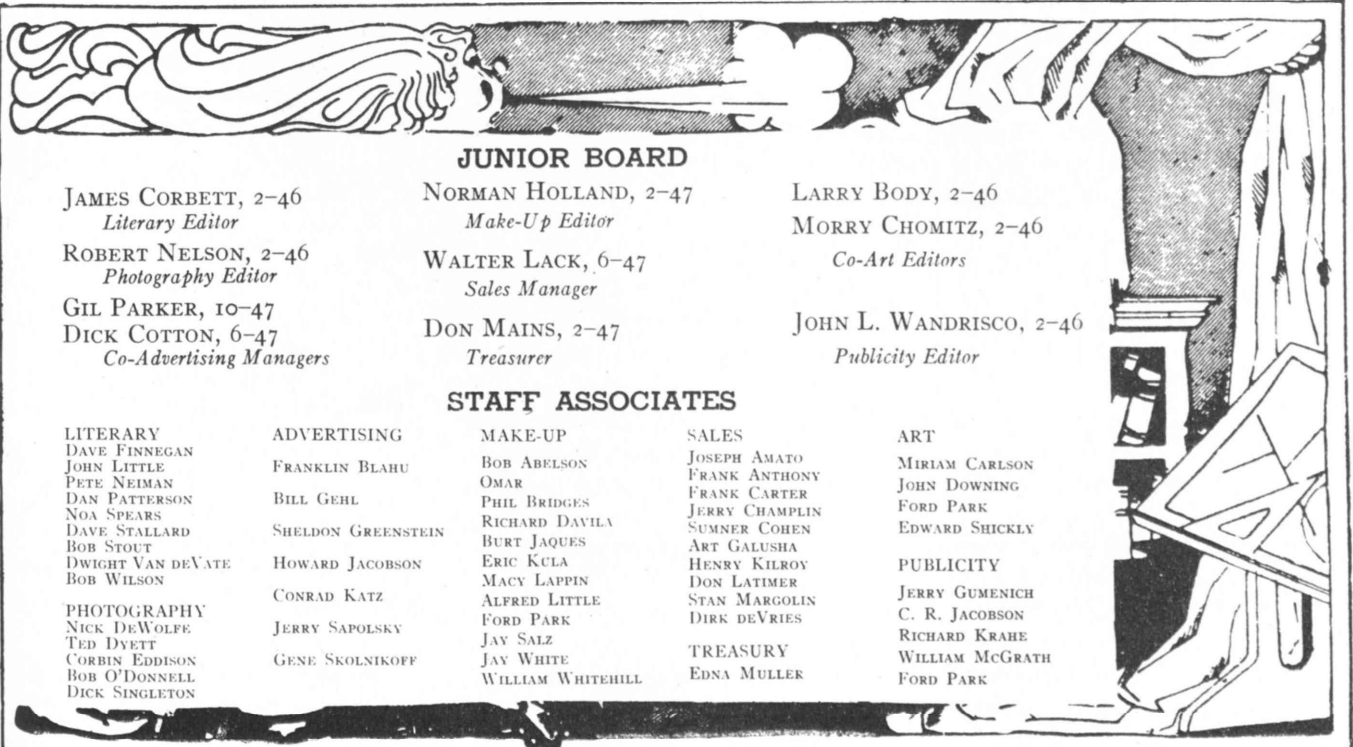 JUNIOR BOARD
JAMES CORBETT, 2–46
Literary Editor
ROBERT NELSON, 2–46
Photography Editor
GIL PARKER, 10–47
DICK COTTON, 6–47
Co-Advertising Managers
NORMAN HOLLAND, 2–47
Make-Up Editor
WALTER LACK, 6–47
Sales Manager
DON MAINS, 2–47
Treasurer
LARRY BODY, 2–46
MORRY CHOMITZ, 2–46
Co-Art Editors
JOHN L. WANDRISCO, 2–46
Publicity Editor
STAFF ASSOCIATES
LITERARY
DAVE FINNEGAN
JOHN LITTLE
PETE NEIMAN
DAN PATTERSON
NOA SPEARS
DAVE STALLARD
BOB STOUT
DWIGHT VAN DEVATE
BOB WILSON
PHOTOGRAPHY
NICK DEWOLFE
TED DYETT
CORBIN EDDISON
BOB O'DONNELL
DICK SINGLETON
ADVERTISING
FRANKLIN BLAHU
BILL GEHL
SHELDON GREENSTEIN
HOWARD JACOBSON
CONRAD KATZ
JERRY SAPOLSKY
GENE SKOLNIKOFF
MAKE-UP
BOB ABELSON
OMAR
PHIL BRIDGES
RICHARD DAVILA
BURT JAQUES
ERIC KULA
MACY LAPPIN
ALFRED LITTLE
FORD PARK
JAY SALZ
JAY WHITE
WILLIAM WHITEHILL
SALES
JOSEPH AMATO
FRANK ANTHONY
FRANK CARTER
JERRY CHAMPLIN
SUMNER COHEN
ART GALUSHA
HENRY KILROY
DON LATIMER
STAN MARGOLIN
DIRK DEVRIES
TREASURY
EDNA MULLER
ART
MIRIAM CARLSON
JOHN DOWNING
FORD PARK
EDWARD SHICKLY
PUBLICITY
JERRY GUMENICH
C. R. JACOBSON
RICHARD KRAHE
WILLIAM MCGRATH
FORD PARK